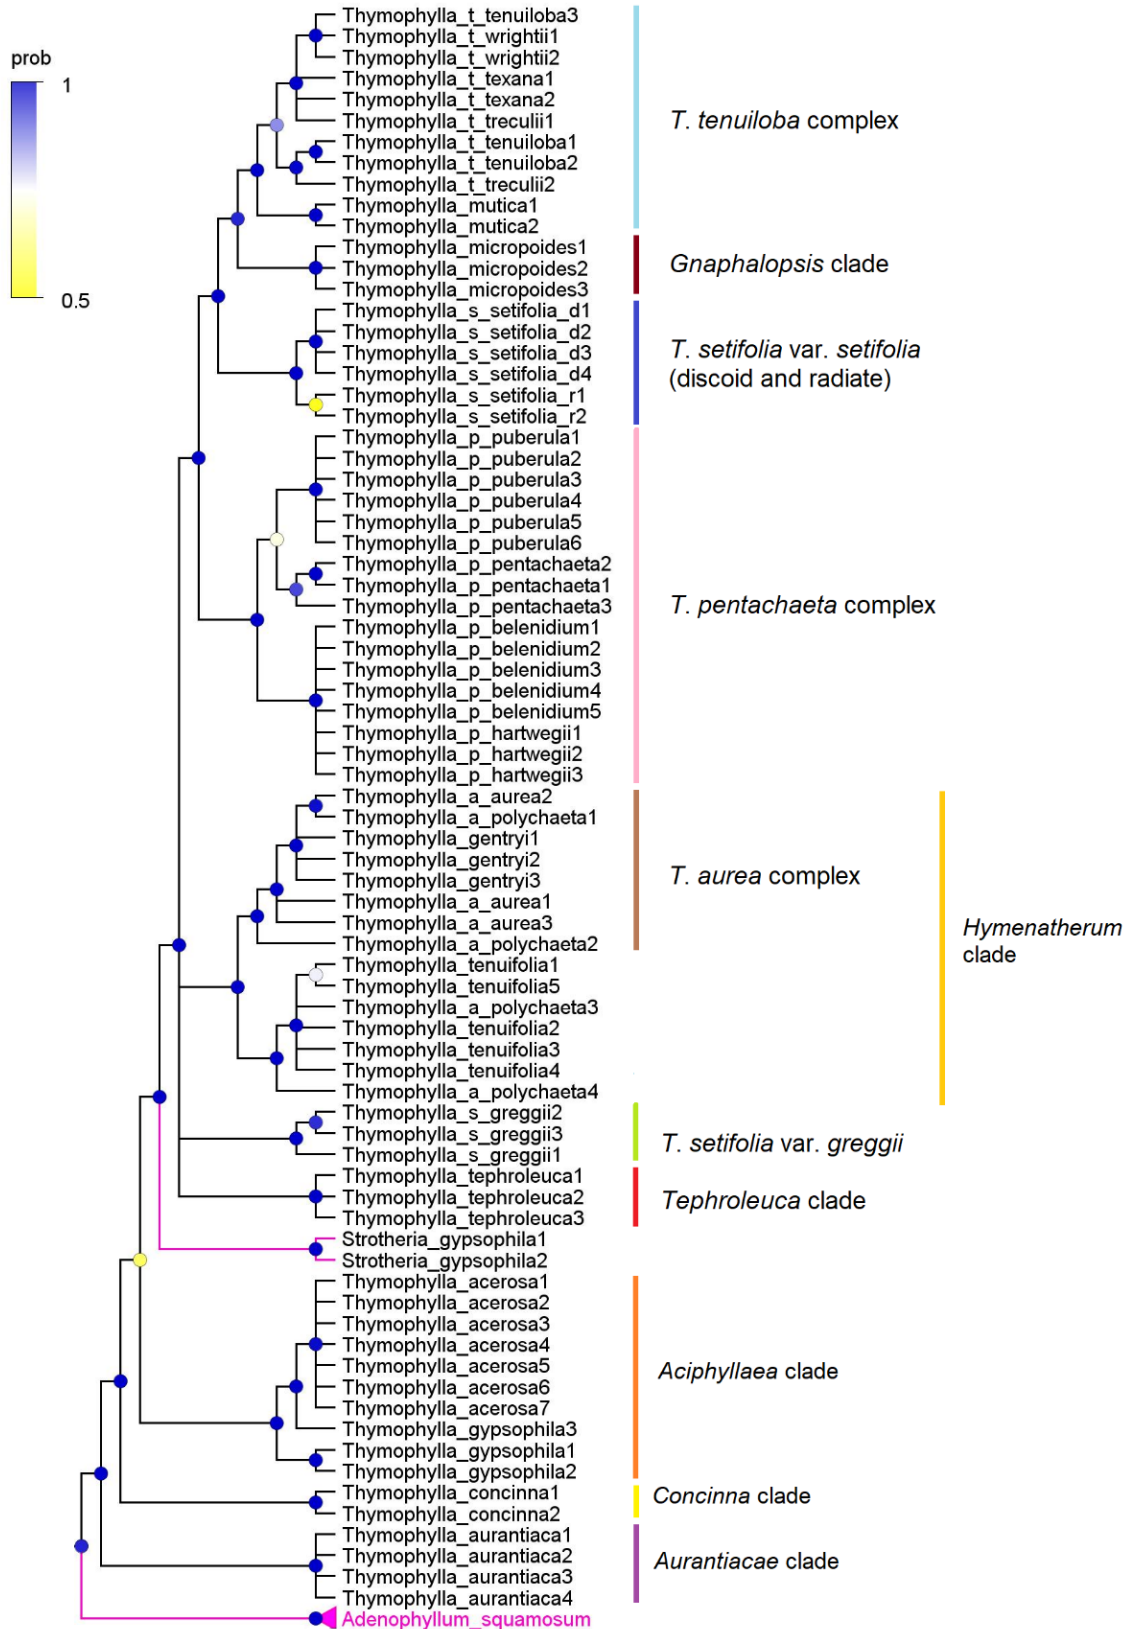 prob
1
0.5
Thymophylla_t_tenuiloba3
Thymophylla_t_wrightii1
Thymophylla_t_wrightii2
Thymophylla_t_texana1
Thymophylla_t_texana2
Thymophylla_t_treculii1
Thymophylla_t_tenuiloba1
Thymophylla_t_tenuiloba2
Thymophylla_t_treculii2
Thymophylla_mutica1
Thymophylla_mutica2
T. tenuiloba complex
Thymophylla_micropoides1
Thymophylla_micropoides2
Thymophylla_micropoides3
Gnaphalopsis clade
Thymophylla_s_setifolia_d1
Thymophylla_s_setifolia_d2
Thymophylla_s_setifolia_d3
Thymophylla_s_setifolia_d4
Thymophylla_s_setifolia_r1
Thymophylla_s_setifolia_r2
T. setifolia var. setifolia
(discoid and radiate)
Thymophylla_p_puberula1
Thymophylla_p_puberula2
Thymophylla_p_puberula3
Thymophylla_p_puberula4
Thymophylla_p_puberula5
Thymophylla_p_puberula6
Thymophylla_p_pentachaeta2
Thymophylla_p_pentachaeta1
Thymophylla_p_pentachaeta3
Thymophylla_p_belenidium1
Thymophylla_p_belenidium2
Thymophylla_p_belenidium3
Thymophylla_p_belenidium4
Thymophylla_p_belenidium5
Thymophylla_p_hartwegii1
Thymophylla_p_hartwegii2
Thymophylla_p_hartwegii3
T. pentachaeta complex
Thymophylla_a_aurea2
Thymophylla_a_polychaeta1
Thymophylla_gentryi1
Thymophylla_gentryi2
Thymophylla_gentryi3
Thymophylla_a_aurea1
Thymophylla_a_aurea3
Thymophylla_a_polychaeta2
T. aurea complex
Thymophylla_tenuifolia1
Thymophylla_tenuifolia5
Thymophylla_a_polychaeta3
Thymophylla_tenuifolia2
Thymophylla_tenuifolia3
Thymophylla_tenuifolia4
Thymophylla_a_polychaeta4
Hymenatherum
clade
Thymophylla_s_greggii2
Thymophylla_s_greggii3
Thymophylla_s_greggii1
T. setifolia var. greggii
Thymophylla_tephroleuca1
Thymophylla_tephroleuca2
Thymophylla_tephroleuca3
Tephroleuca clade
Strotheria_gypsophila1
Strotheria_gypsophila2
Thymophylla_acerosa1
Thymophylla_acerosa2
Thymophylla_acerosa3
Thymophylla_acerosa4
Thymophylla_acerosa5
Thymophylla_acerosa6
Thymophylla_acerosa7
Thymophylla_gypsophila3
Thymophylla_gypsophila1
Thymophylla_gypsophila2
Aciphyllaea clade
Thymophylla_concinna1
Thymophylla_concinna2
Concinna clade
Thymophylla_aurantiaca1
Thymophylla_aurantiaca2
Thymophylla_aurantiaca3
Thymophylla_aurantiaca4
Aurantiacae clade
Adenophyllum_squamosum